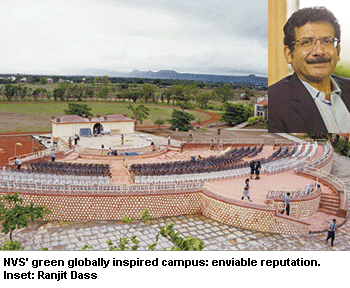 NVS' green globally inspired campus: enviable reputation.
Inset: Ranjit Dass